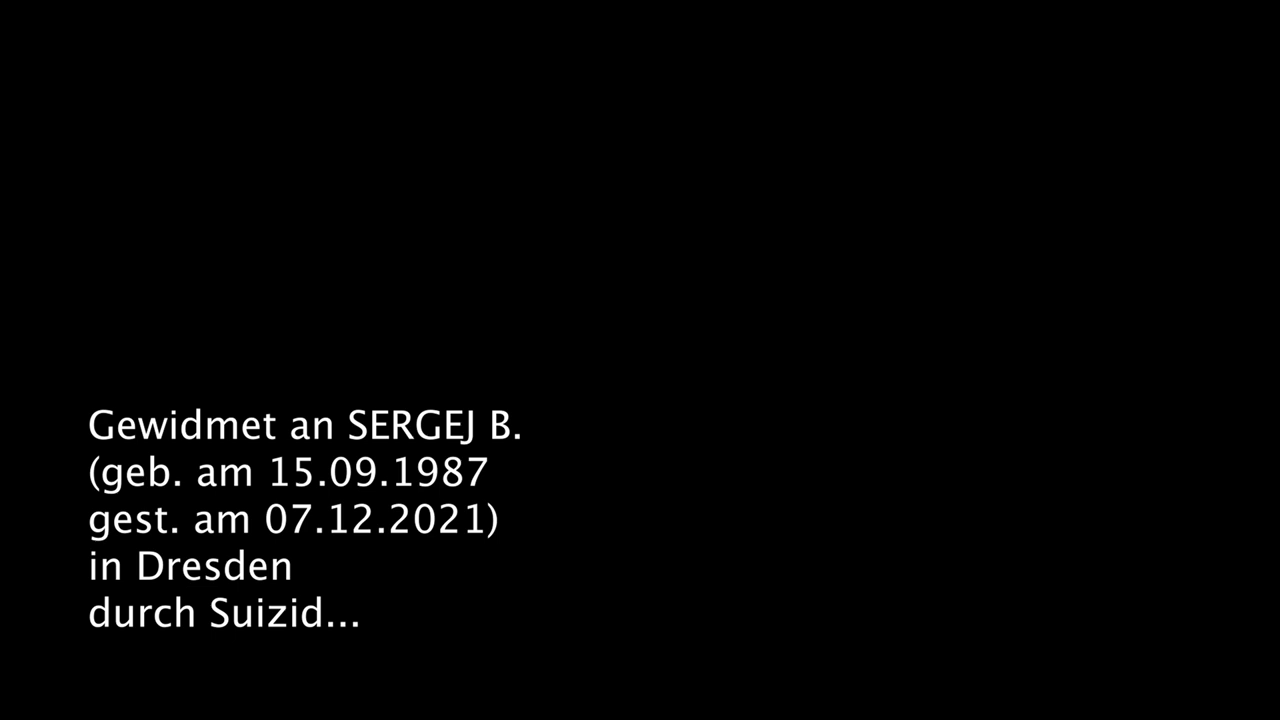 Gewidmet an SERGEJ B.
(geb. am 15.09.1987
gest. am 07.12.2021)
in Dresden
durch Suizid...